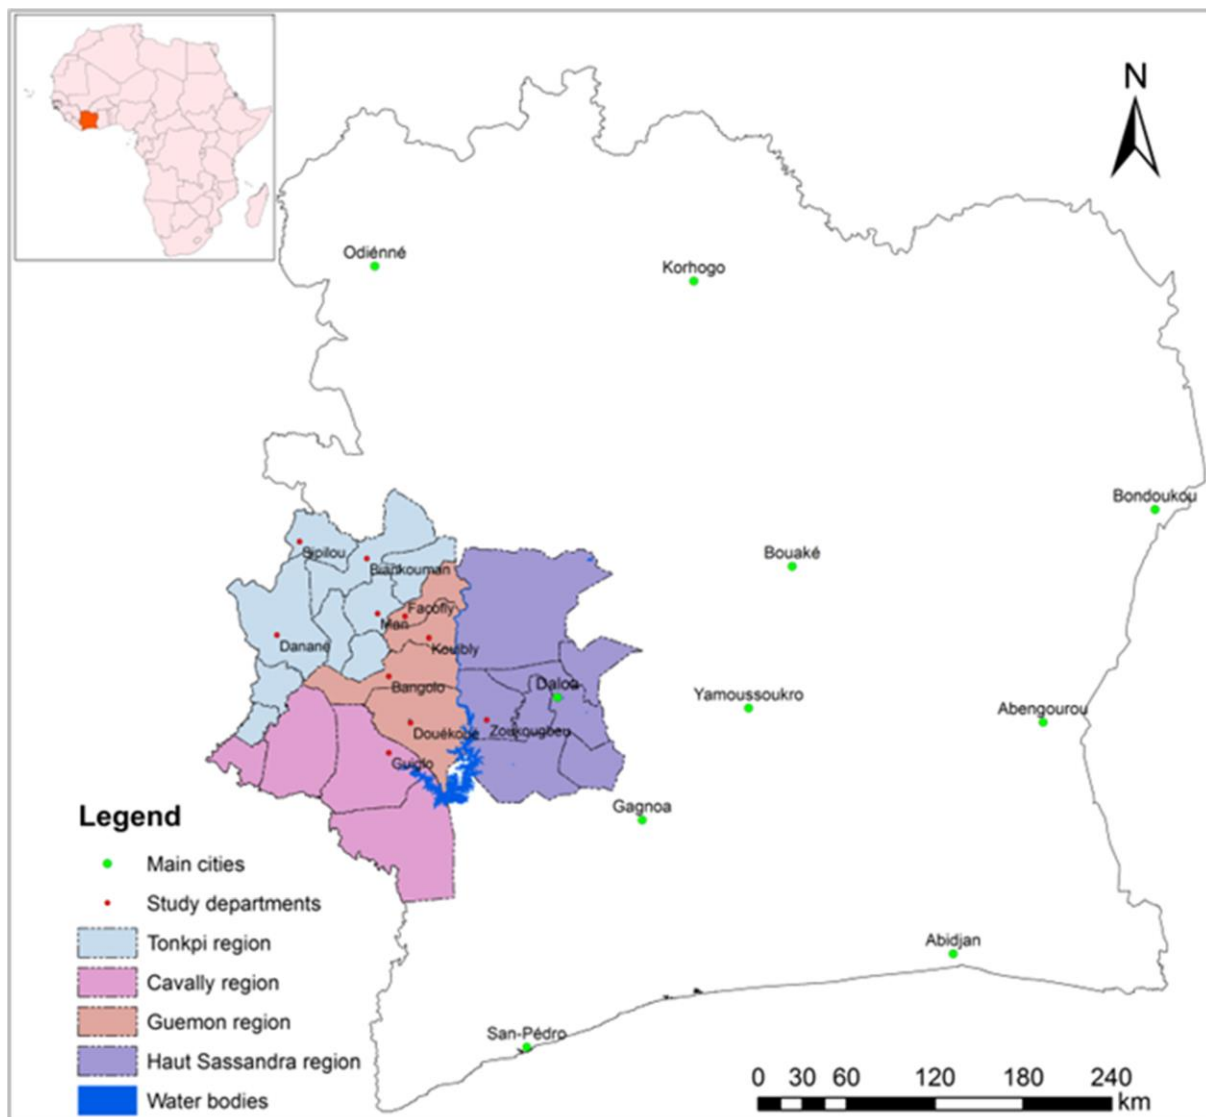 N
Odiénné
Korhogo
Bondoukou
Bouaké
Sipilou
Biankouman
Facofly
Man
Danané
Kouibly
Bangolo
Daloa
Yamoussoukro
Abengourou
Douékoué
Zoukougbeu
Guiglo
Gagnoa
Abidjan
San-Pédro
Legend
Main cities
Study departments
Tonkpi region
Cavally region
Guemon region
Haut Sassandra region
Water bodies
0 30 60 120 180 240
km